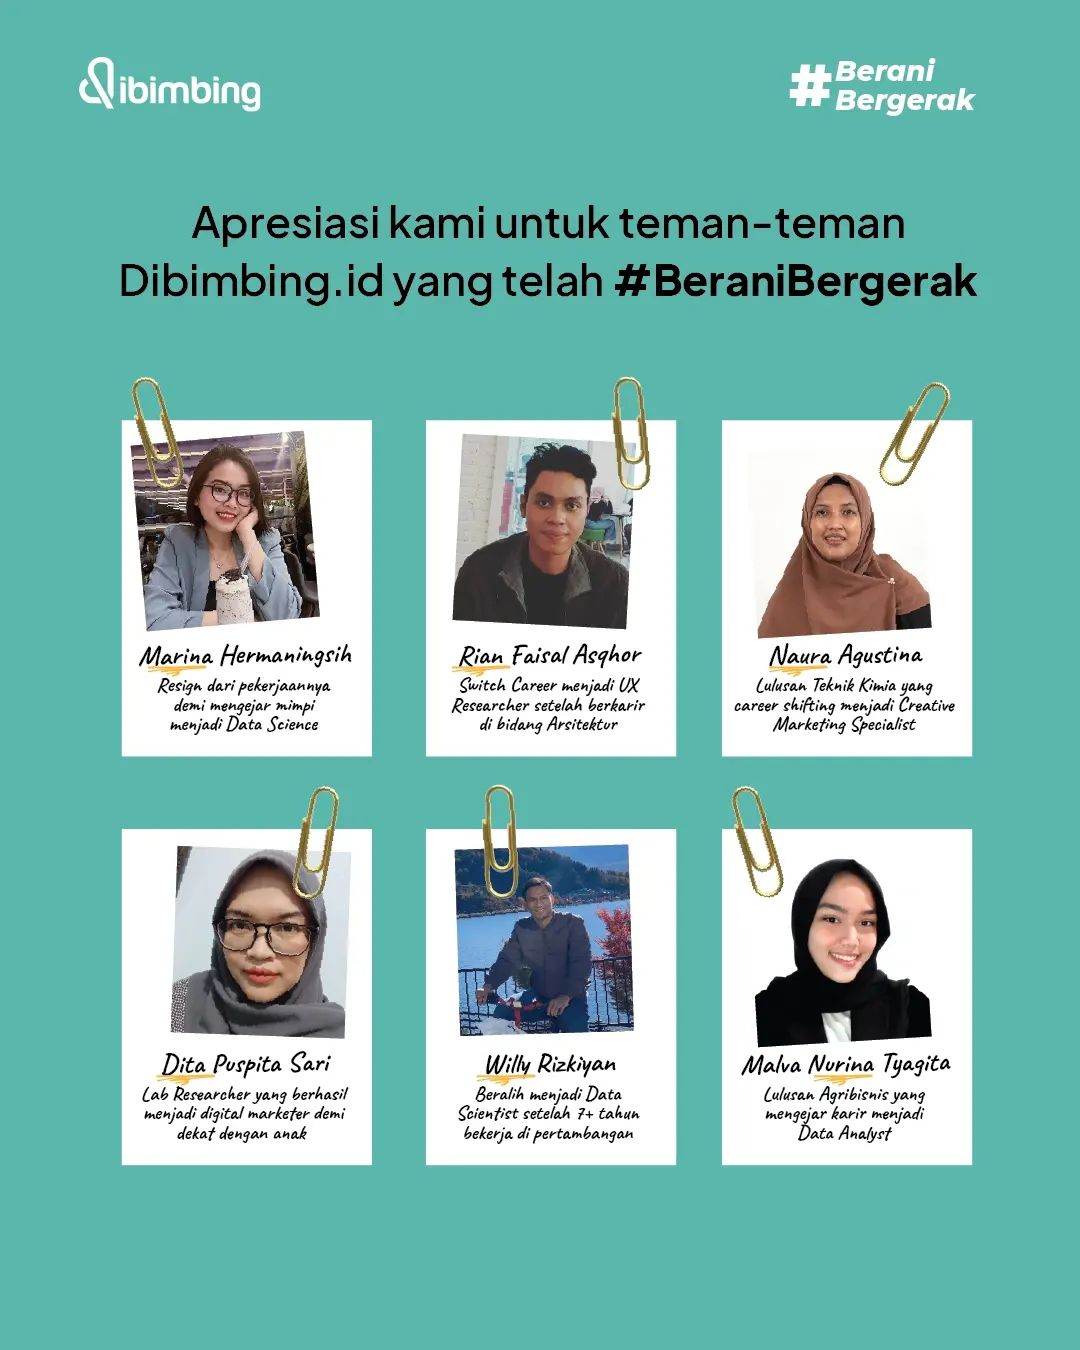 dibimbing
#Berani
Bergerak
Apresiasi kami untuk teman-teman
Dibimbing.id yang telah #BeraniBergerak
Marina Hermaningsih
Resign dari pekerjaannya
demi mengejar mimpi
menjadi Data Science
Rian Faisal Asqhor
Switch Career menjadi UX
Researcher setelah berkarir
di bidang Arsitektur
Naura Agustina
Lulusan Teknik Kimia yang
career shifting menjadi Creative
Marketing Specialist
Dita Puspita Sari
Lab Researcher yang berhasil
menjadi digital marketer demi
dekat dengan anak
Willy Rizkiyan
Beralih menjadi Data
Scientist setelah 7+ tahun
bekerja di pertambangan
Malva Nurina Tyagita
Lulusan Agribisnis yang
mengejar karir menjadi
Data Analyst